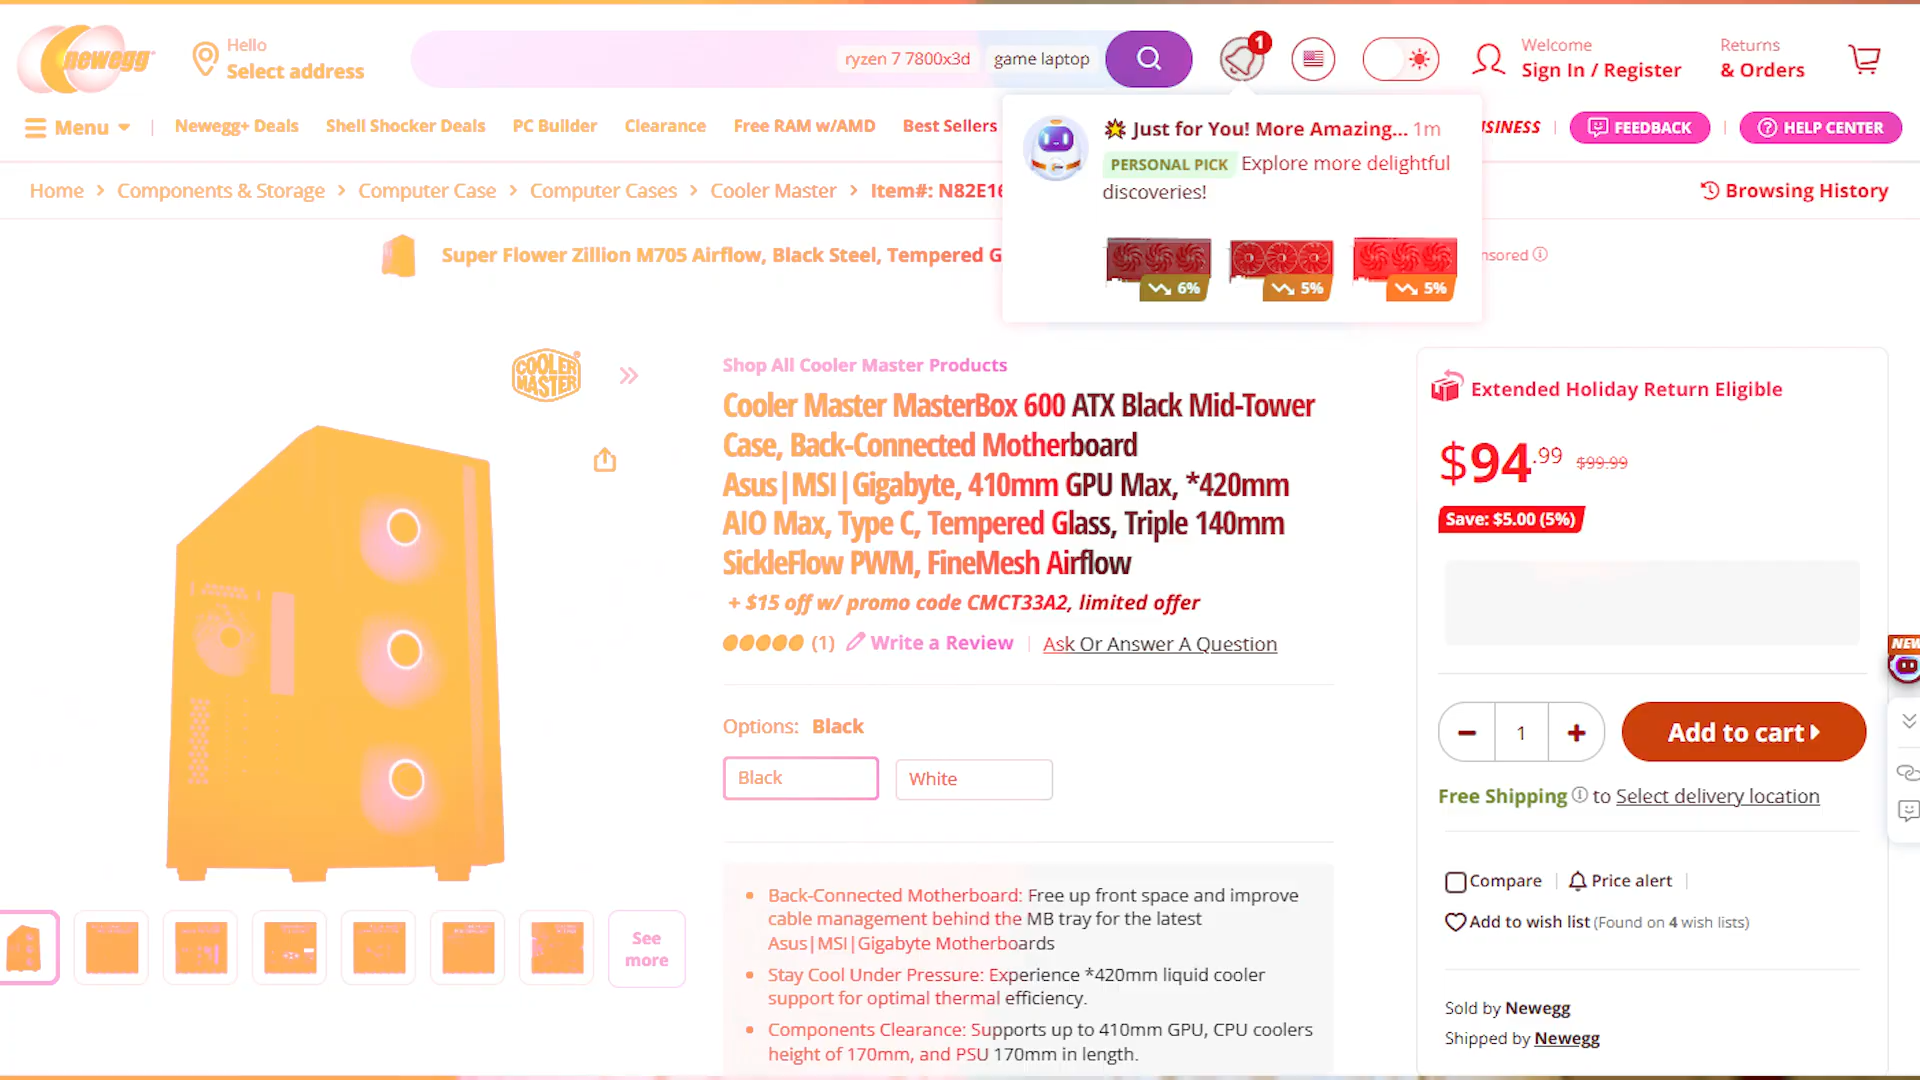 newegg
Hello
Select address
ryzen 7 7800x3d
game laptop
1
Welcome
Sign In / Register
Returns
& Orders
Menu
Newegg+ Deals
Shell Shocker Deals
PC Builder
Clearance
Free RAM w/AMD
Best Sellers
FEEDBACK
HELP CENTER
Just for You! More Amazing... 1m
PERSONAL PICK Explore more delightful
discoveries!
6%
5%
5%
Home > Components & Storage > Computer Case > Computer Cases > Cooler Master > Item#: N82E16
Browsing History
Super Flower Zillion M705 Airflow, Black Steel, Tempered G
COOLER
MASTER
Shop All Cooler Master Products
Cooler Master MasterBox 600 ATX Black Mid-Tower
Case, Back-Connected Motherboard
Asus|MSI|Gigabyte, 410mm GPU Max, *420mm
AIO Max, Type C, Tempered Glass, Triple 140mm
SickleFlow PWM, FineMesh Airflow
+ $15 off w/ promo code CMCT33A2, limited offer
(1) Write a Review
Ask Or Answer A Question
Options: Black
Black
White
Back-Connected Motherboard: Free up front space and improve
cable management behind the MB tray for the latest
Asus|MSI|Gigabyte Motherboards
Stay Cool Under Pressure: Experience *420mm liquid cooler
support for optimal thermal efficiency.
Components Clearance: Supports up to 410mm GPU, CPU coolers
height of 170mm, and PSU 170mm in length.
See
more
Extended Holiday Return Eligible
$94.99 $99.99
Save: $5.00 (5%)
1
Add to cart
Free Shipping to Select delivery location
Compare
Price alert
Add to wish list (Found on 4 wish lists)
Sold by Newegg
Shipped by Newegg
NEW